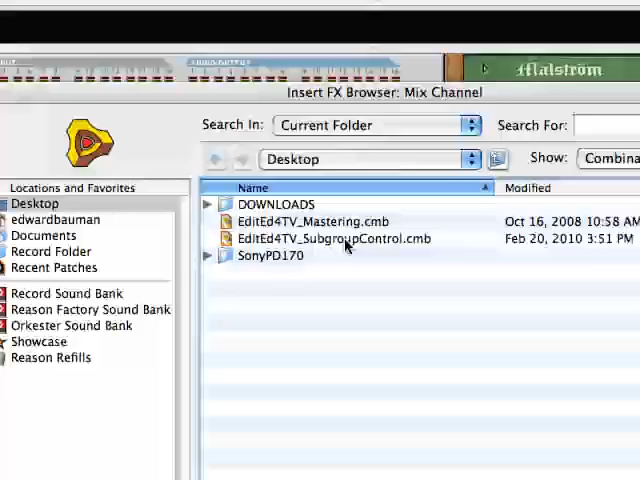 Malström
Insert FX Browser: Mix Channel
Search In: Current Folder Search For:
Desktop Show: Combina
Locations and Favorites Name Modified
Desktop DOWNLOADS
edwardbauman EditEd4TV_Mastering.cmb Oct 16, 2008 10:58 AM
Documents EditEd4TV_SubgroupControl.cmb Feb 20, 2010 3:51 PM
Record Folder SonyPD170
Recent Patches
Record Sound Bank
Reason Factory Sound Bank
Orkester Sound Bank
Showcase
Reason Refills